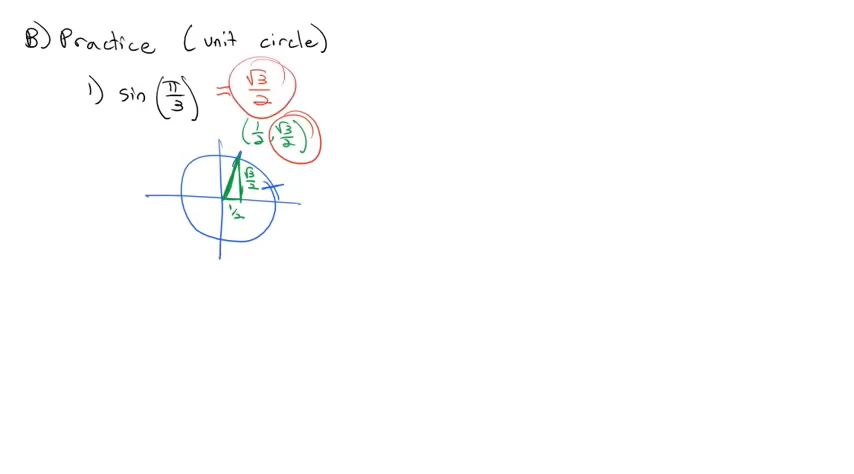 B) Practice (unit circle)
1) sin(π/3) = √3/2
(1/2, √3/2)
√3/2
1/2